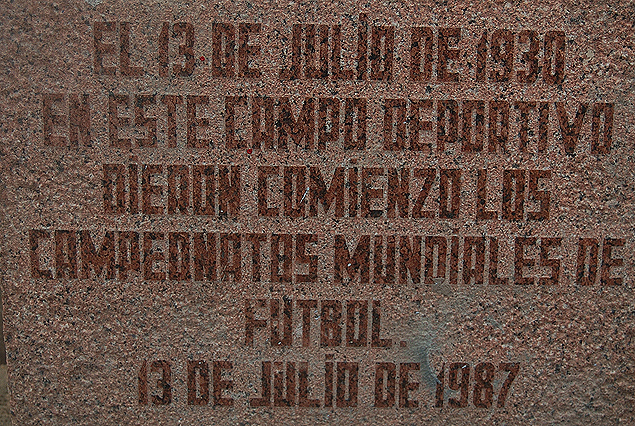 EL 13 DE JULIO DE 1930
EN ESTE CAMPO DEPORTIVO
DIERON COMIENZO LOS
CAMPEONATOS MUNDIALES DE
FUTBOL.
13 DE JULIO DE 1987